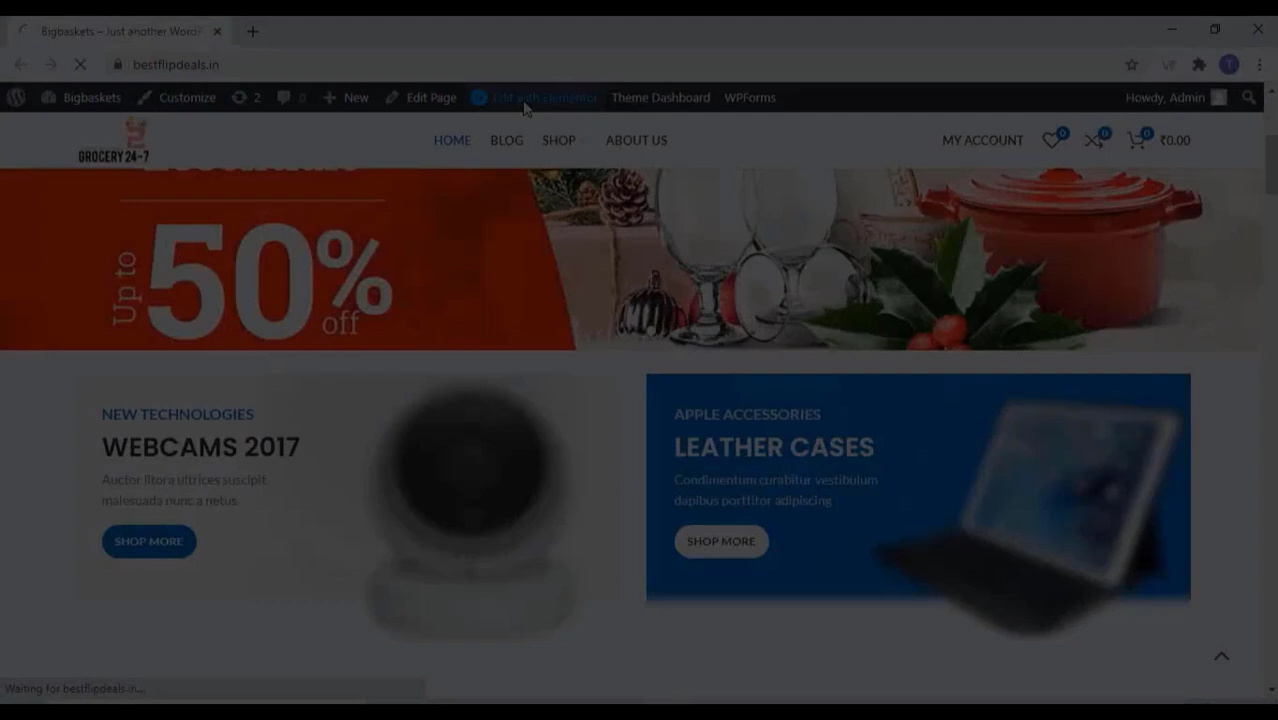 Bigbaskets – Just another Word
bestflipdeals.in
Bigbaskets Customize 2 0 New Edit Page Edit with Elementor Theme Dashboard WPForms Howdy, Admin
GROCERY 24-7
HOME BLOG SHOP ABOUT US MY ACCOUNT 0 0 0 ₹0.00
Up to 50% off
NEW TECHNOLOGIES
WEBCAMS 2017
Auctor litora ultrices suscipit
malesuada nunc a netus
SHOP MORE
APPLE ACCESSORIES
LEATHER CASES
Condimentum curabitur vestibulum
dapibus porttitor adipiscing
SHOP MORE
Waiting for bestflipdeals.in...